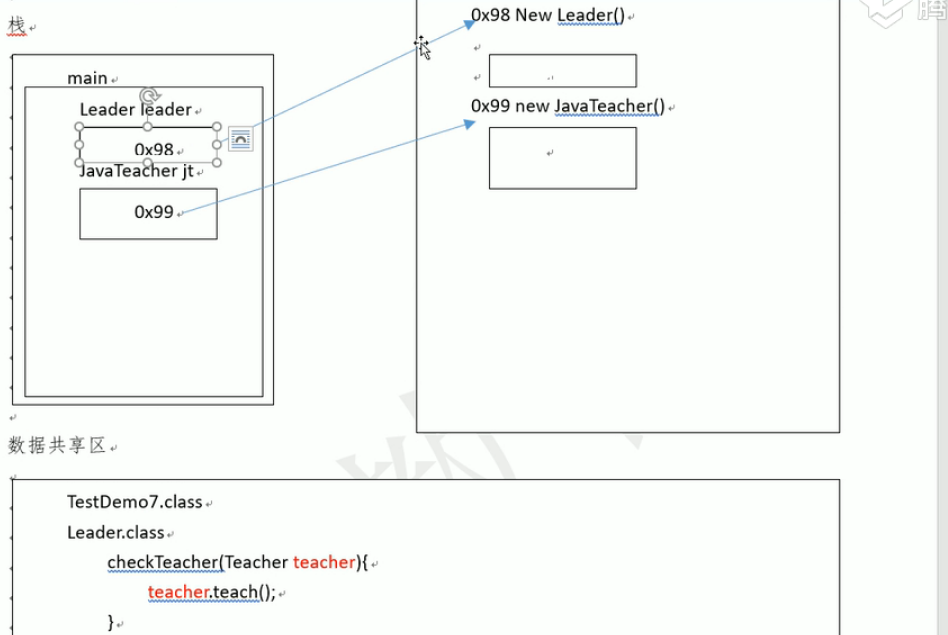 栈
main
Leader leader
0x98
JavaTeacher jt
0x99
0x98 New Leader()
0x99 new JavaTeacher()
数据共享区
TestDemo7.class
Leader.class
checkTeacher(Teacher teacher){
teacher.teach();
}
腾